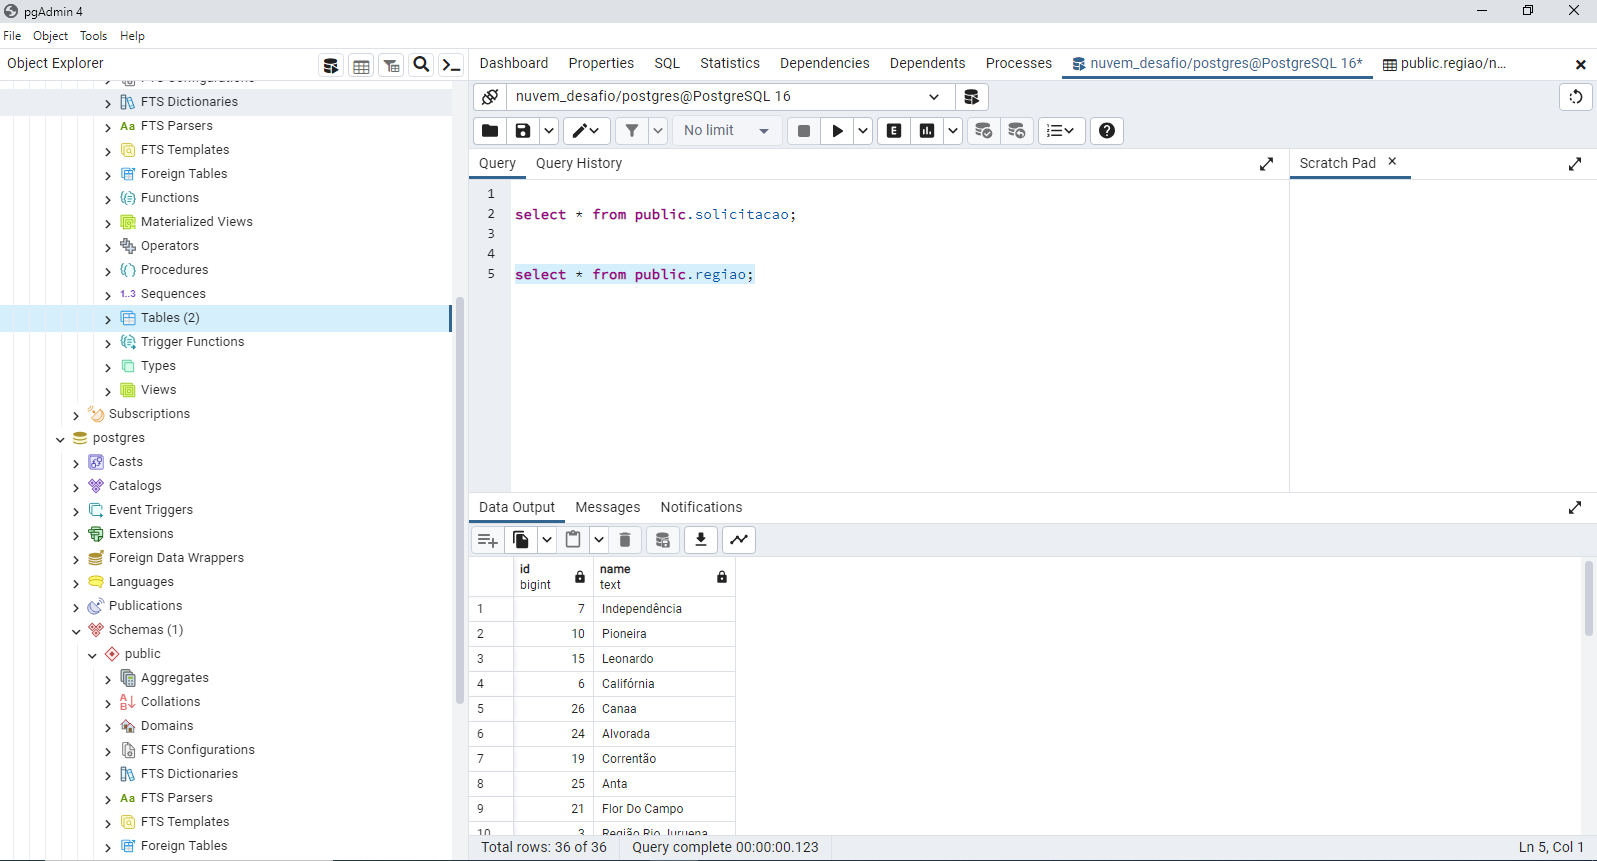 pgAdmin 4
File Object Tools Help
Object Explorer
FTS Configurations
FTS Dictionaries
Aa FTS Parsers
FTS Templates
Foreign Tables
Functions
Materialized Views
Operators
Procedures
1..3 Sequences
Tables (2)
Trigger Functions
Types
Views
Subscriptions
postgres
Casts
Catalogs
Event Triggers
Extensions
Foreign Data Wrappers
Languages
Publications
Schemas (1)
public
Aggregates
Collations
Domains
FTS Configurations
FTS Dictionaries
Aa FTS Parsers
FTS Templates
Foreign Tables
Dashboard Properties SQL Statistics Dependencies Dependents Processes nuvem_desafio/postgres@PostgreSQL 16* public.regiao/n...
nuvem_desafio/postgres@PostgreSQL 16
No limit E
Query Query History
Scratch Pad
1
2 select * from public.solicitacao;
3
4
5 select * from public.regiao;
Data Output Messages Notifications
id name
bigint text
1 7 Independência
2 10 Pioneira
3 15 Leonardo
4 6 Califórnia
5 26 Canaa
6 24 Alvorada
7 19 Correntão
8 25 Anta
9 21 Flor Do Campo
10 3 Região Rio Juruena
Total rows: 36 of 36 Query complete 00:00:00.123 Ln 5, Col 1